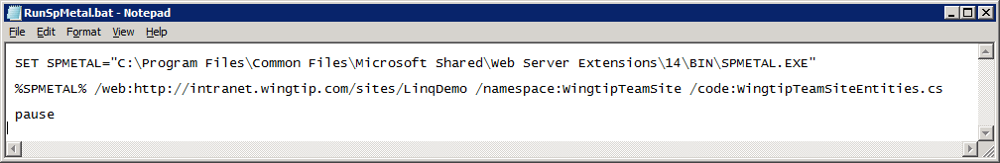 RunSpMetal.bat - Notepad
File Edit Format View Help
SET SPMETAL="C:\Program Files\Common Files\Microsoft Shared\Web Server Extensions\14\BIN\SPMETAL.EXE"
%SPMETAL% /web:http://intranet.wingtip.com/sites/LinqDemo /namespace:WingtipTeamSite /code:WingtipTeamSiteEntities.cs
pause